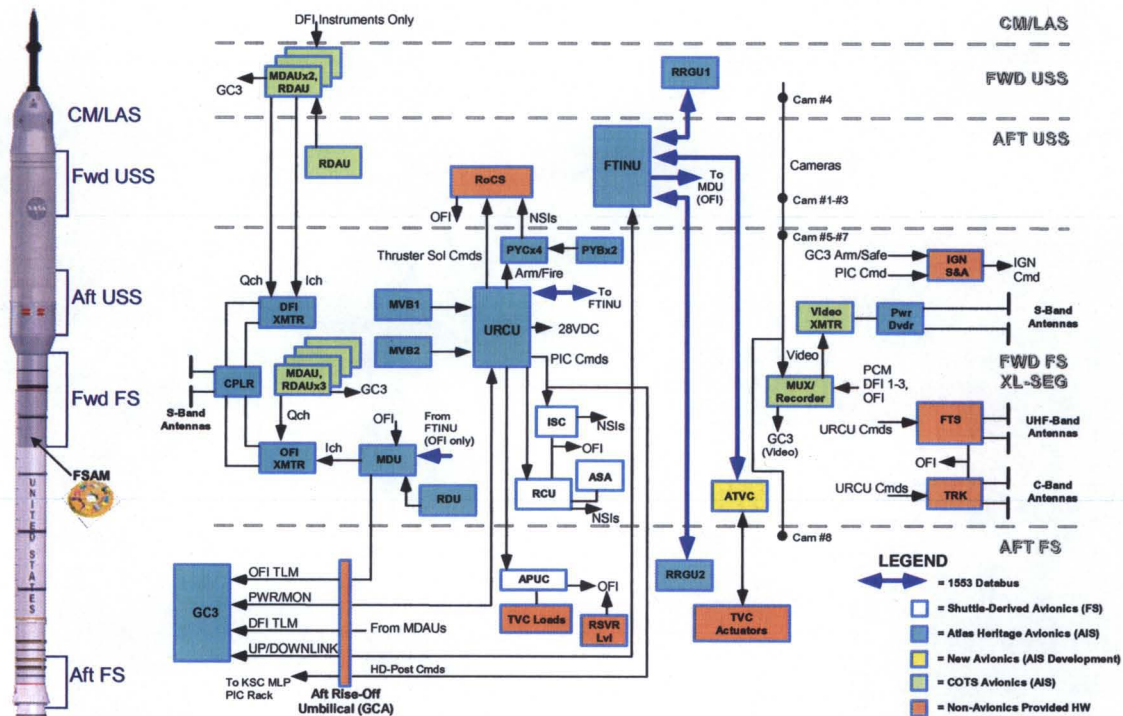 CM/LAS
Fwd USS
Aft USS
Fwd FS
FSAM
UNITED STATES
Aft FS
NASA
DFI Instruments Only
CM/LAS
MDAUx2,
RDAU
GC3
RRGU1
FWD USS
Cam #4
AFT USS
RDAU
FTINU
To
MDU
(OFI)
Cameras
RoCS
OFI
NSIs
Cam #1-#3
Cam #5-#7
PYCx4
PYBx2
Thruster Sol Cmds
Arm/Fire
GC3 Arm/Safe
PIC Cmd
IGN
S&A
IGN
Cmd
Qch
Ich
DFI
XMTR
MVB1
URCU
To
FTINU
28VDC
MVB2
PIC Cmds
Video
XMTR
Pwr
Dvdr
S-Band
Antennas
Video
FWD FS
XL-SEG
CPLR
MDAU,
RDAUx3
GC3
S-Band
Antennas
Qch
MUX/
Recorder
PCM
DFI 1-3,
OFI
GC3
(Video)
URCU Cmds
FTS
UHF-Band
Antennas
OFI
From
FTINU
(OFI only)
ISC
NSIs
OFI
OFI
XMTR
Ich
MDU
RDU
RCU
ASA
NSIs
ATVC
URCU Cmds
TRK
OFI
C-Band
Antennas
Cam #8
AFT FS
GC3
OFI TLM
PWR/MON
DFI TLM
From MDAUs
UP/DOWNLINK
HD-Post Cmds
To KSC MLP
PIC Rack
Aft Rise-Off
Umbilical (GCA)
APUC
OFI
TVC Loads
RSVR
Lvl
RRGU2
TVC
Actuators
LEGEND
= 1553 Databus
= Shuttle-Derived Avionics (FS)
= Atlas Heritage Avionics (AIS)
= New Avionics (AIS Development)
= COTS Avionics (AIS)
= Non-Avionics Provided HW